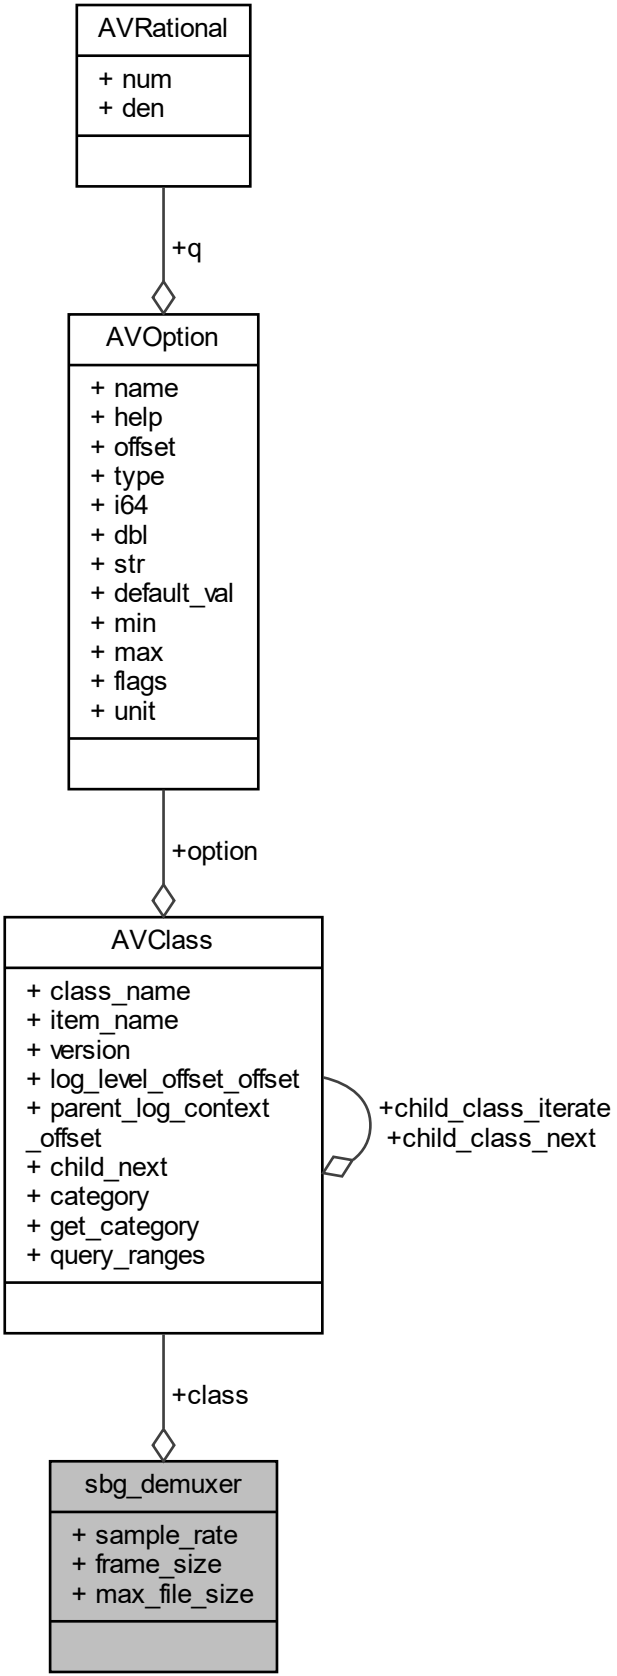 AVRational
+ num
+ den
+q
AVOption
+ name
+ help
+ offset
+ type
+ i64
+ dbl
+ str
+ default_val
+ min
+ max
+ flags
+ unit
+option
AVClass
+ class_name
+ item_name
+ version
+ log_level_offset_offset
+ parent_log_context
_offset
+ child_next
+ category
+ get_category
+ query_ranges
+child_class_iterate
+child_class_next
+class
sbg_demuxer
+ sample_rate
+ frame_size
+ max_file_size